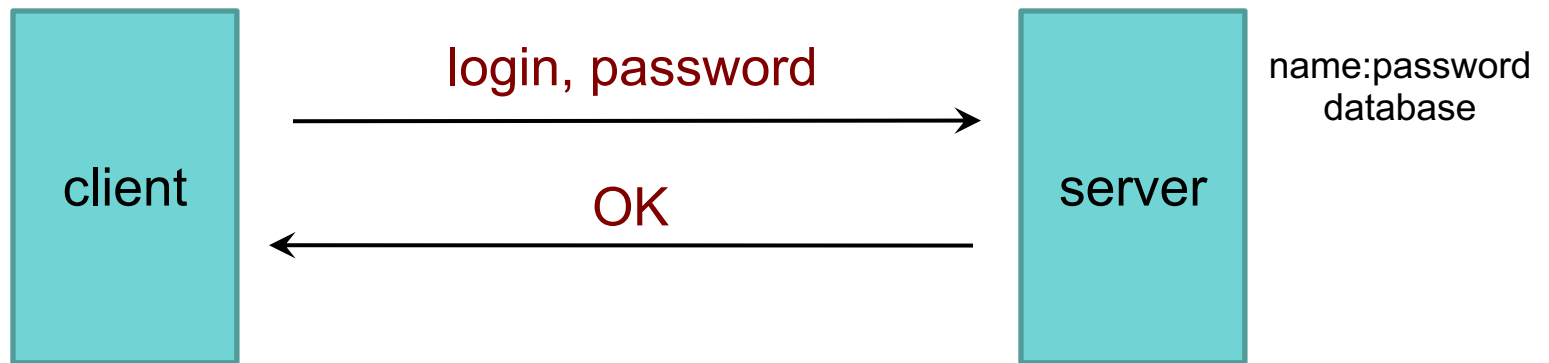 login, password
name:password
database
client
OK
server